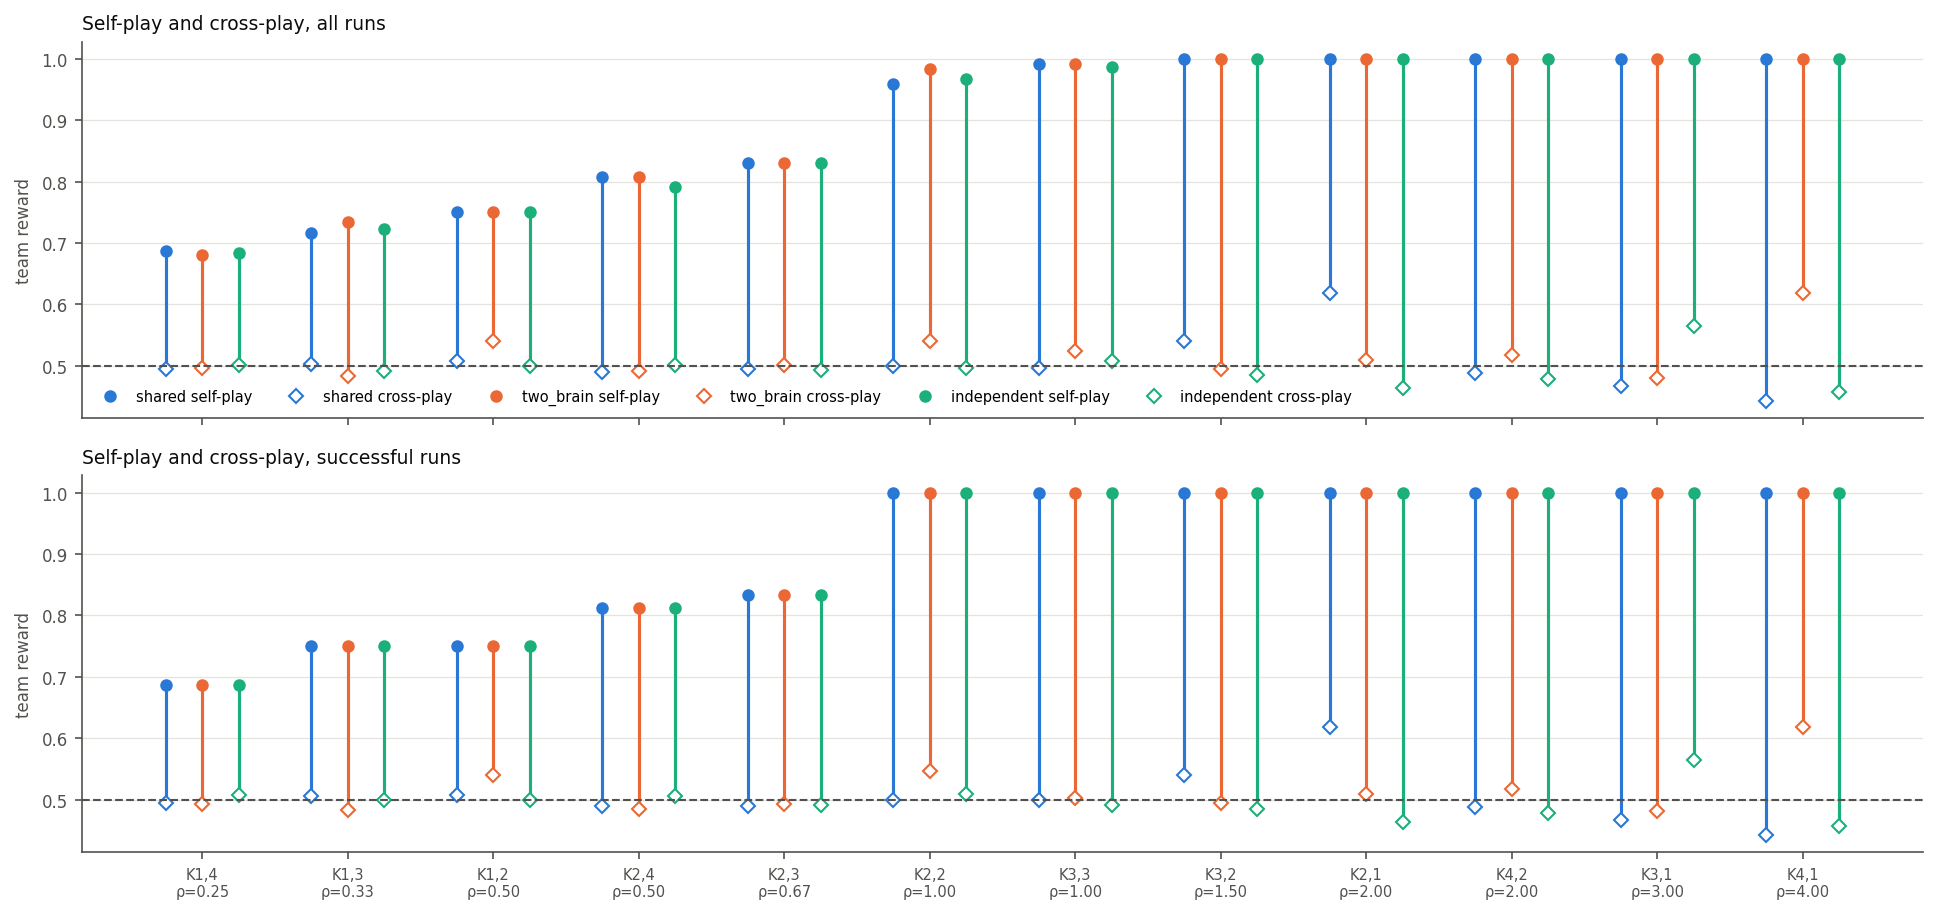 Self-play and cross-play, all runs
team reward
1.0
0.9
0.8
0.7
0.6
0.5
shared self-play shared cross-play two_brain self-play two_brain cross-play independent self-play independent cross-play
Self-play and cross-play, successful runs
team reward
1.0
0.9
0.8
0.7
0.6
0.5
K1,4 K1,3 K1,2 K2,4 K2,3 K2,2 K3,3 K3,2 K2,1 K4,2 K3,1 K4,1
ρ=0.25 ρ=0.33 ρ=0.50 ρ=0.50 ρ=0.67 ρ=1.00 ρ=1.00 ρ=1.50 ρ=2.00 ρ=2.00 ρ=3.00 ρ=4.00